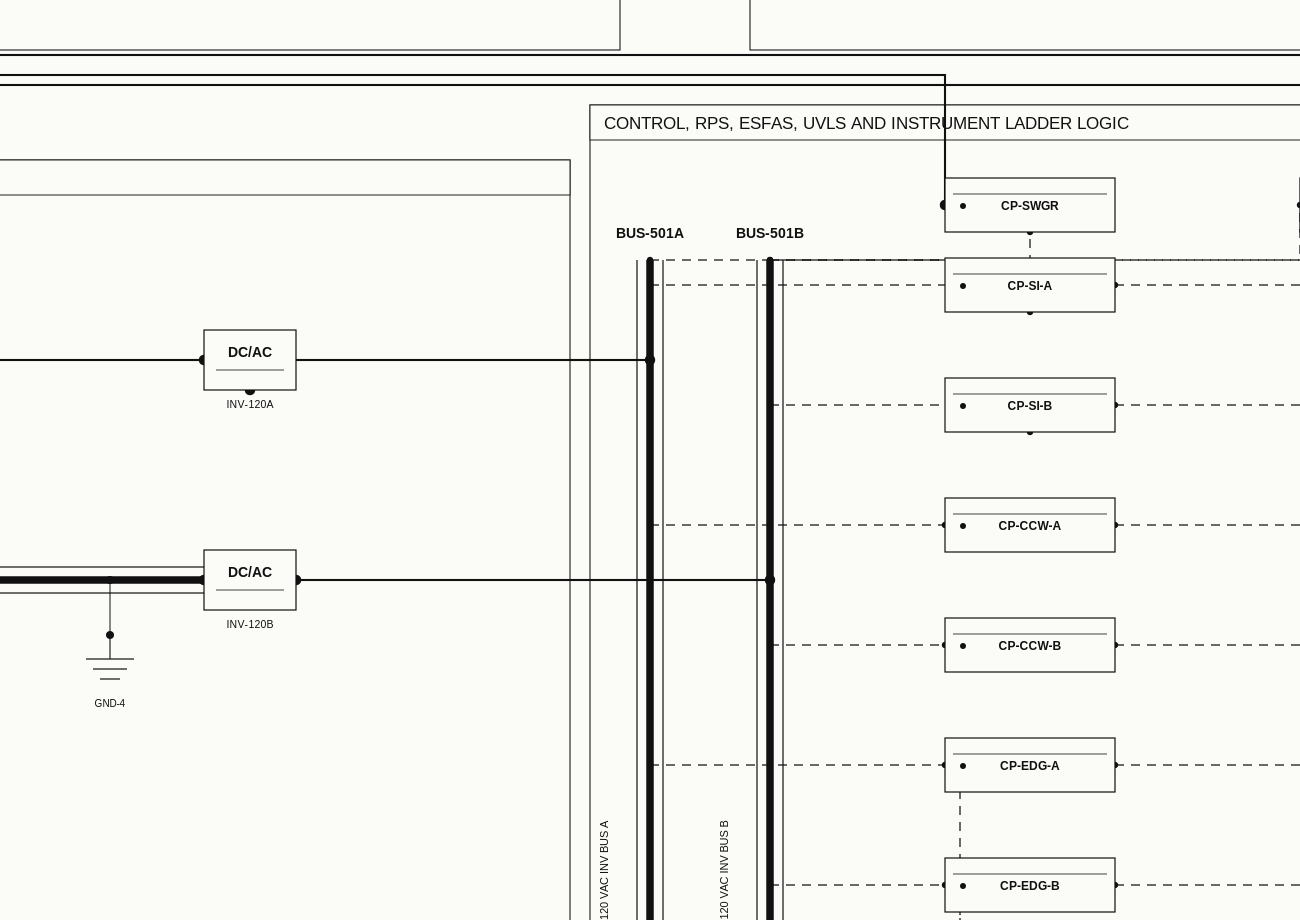 CONTROL, RPS, ESFAS, UVLS AND INSTRUMENT LADDER LOGIC
CP-SWGR
BUS-501A
BUS-501B
CP-SI-A
DC/AC
INV-120A
CP-SI-B
CP-CCW-A
DC/AC
INV-120B
CP-CCW-B
GND-4
CP-EDG-A
120 VAC INV BUS A
120 VAC INV BUS B
CP-EDG-B